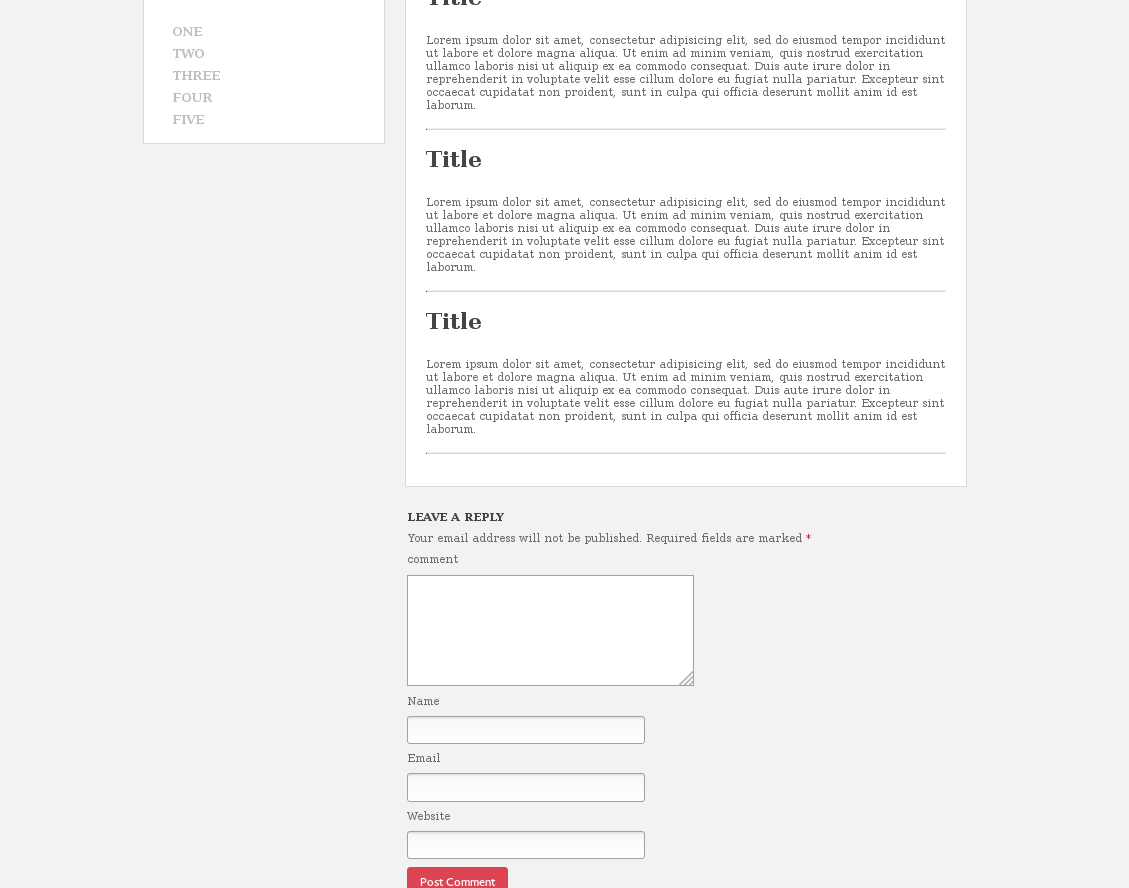 ONE
TWO
THREE
FOUR
FIVE
Title
Lorem ipsum dolor sit amet, consectetur adipisicing elit, sed do eiusmod tempor incididunt
ut labore et dolore magna aliqua. Ut enim ad minim veniam, quis nostrud exercitation
ullamco laboris nisi ut aliquip ex ea commodo consequat. Duis aute irure dolor in
reprehenderit in voluptate velit esse cillum dolore eu fugiat nulla pariatur. Excepteur sint
occaecat cupidatat non proident, sunt in culpa qui officia deserunt mollit anim id est
laborum.
Title
Lorem ipsum dolor sit amet, consectetur adipisicing elit, sed do eiusmod tempor incididunt
ut labore et dolore magna aliqua. Ut enim ad minim veniam, quis nostrud exercitation
ullamco laboris nisi ut aliquip ex ea commodo consequat. Duis aute irure dolor in
reprehenderit in voluptate velit esse cillum dolore eu fugiat nulla pariatur. Excepteur sint
occaecat cupidatat non proident, sunt in culpa qui officia deserunt mollit anim id est
laborum.
Title
Lorem ipsum dolor sit amet, consectetur adipisicing elit, sed do eiusmod tempor incididunt
ut labore et dolore magna aliqua. Ut enim ad minim veniam, quis nostrud exercitation
ullamco laboris nisi ut aliquip ex ea commodo consequat. Duis aute irure dolor in
reprehenderit in voluptate velit esse cillum dolore eu fugiat nulla pariatur. Excepteur sint
occaecat cupidatat non proident, sunt in culpa qui officia deserunt mollit anim id est
laborum.
LEAVE A REPLY
Your email address will not be published. Required fields are marked *
comment
Name
Email
Website
Post Comment